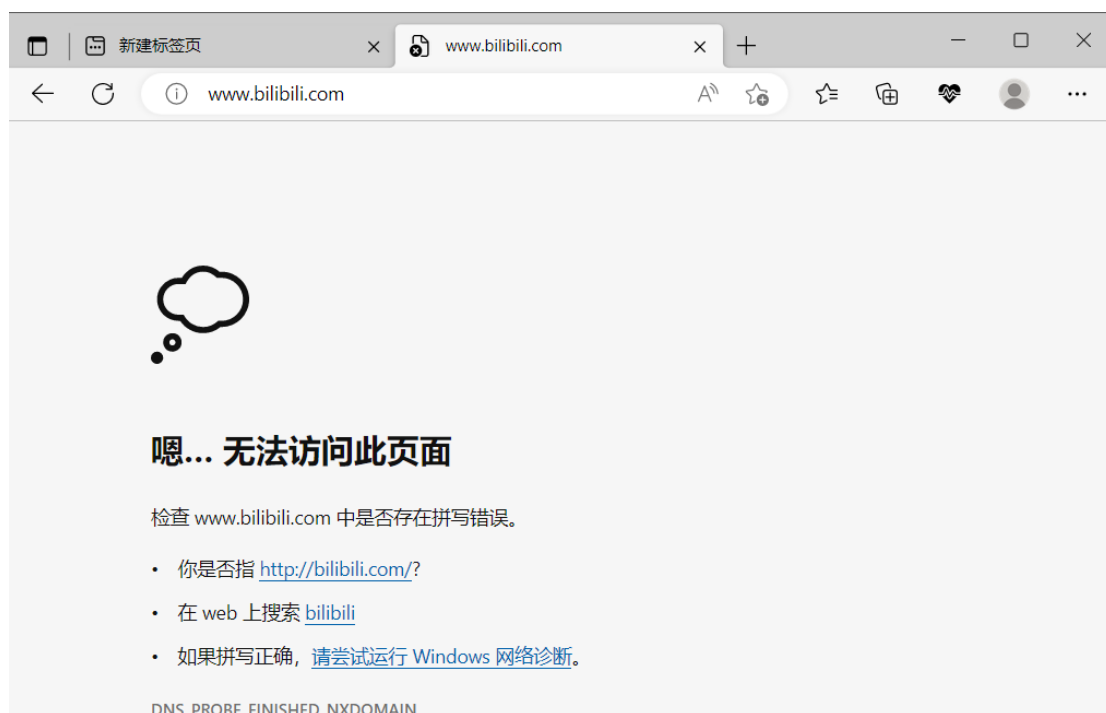 新建标签页
www.bilibili.com
www.bilibili.com
嗯... 无法访问此页面
检查 www.bilibili.com 中是否存在拼写错误。
• 你是否指 http://bilibili.com/?
• 在 web 上搜索 bilibili
• 如果拼写正确，请尝试运行 Windows 网络诊断。
DNS_PROBE_FINISHED_NXDOMAIN